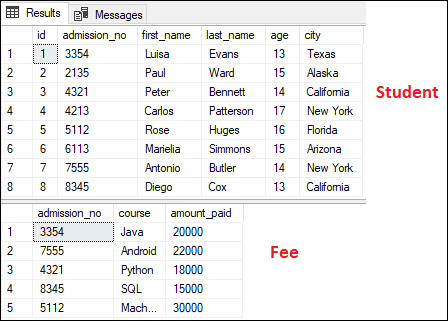 Results Messages
id admission_no first_name last_name age city
1 1 3354 Luisa Evans 13 Texas
2 2 2135 Paul Ward 15 Alaska
3 3 4321 Peter Bennett 14 California
4 4 4213 Carlos Patterson 17 New York
5 5 5112 Rose Huges 16 Florida
6 6 6113 Marielia Simmons 15 Arizona
7 7 7555 Antonio Butler 14 New York
8 8 8345 Diego Cox 13 California
Student
admission_no course amount_paid
1 3354 Java 20000
2 7555 Android 22000
3 4321 Python 18000
4 8345 SQL 15000
5 5112 Mach... 30000
Fee